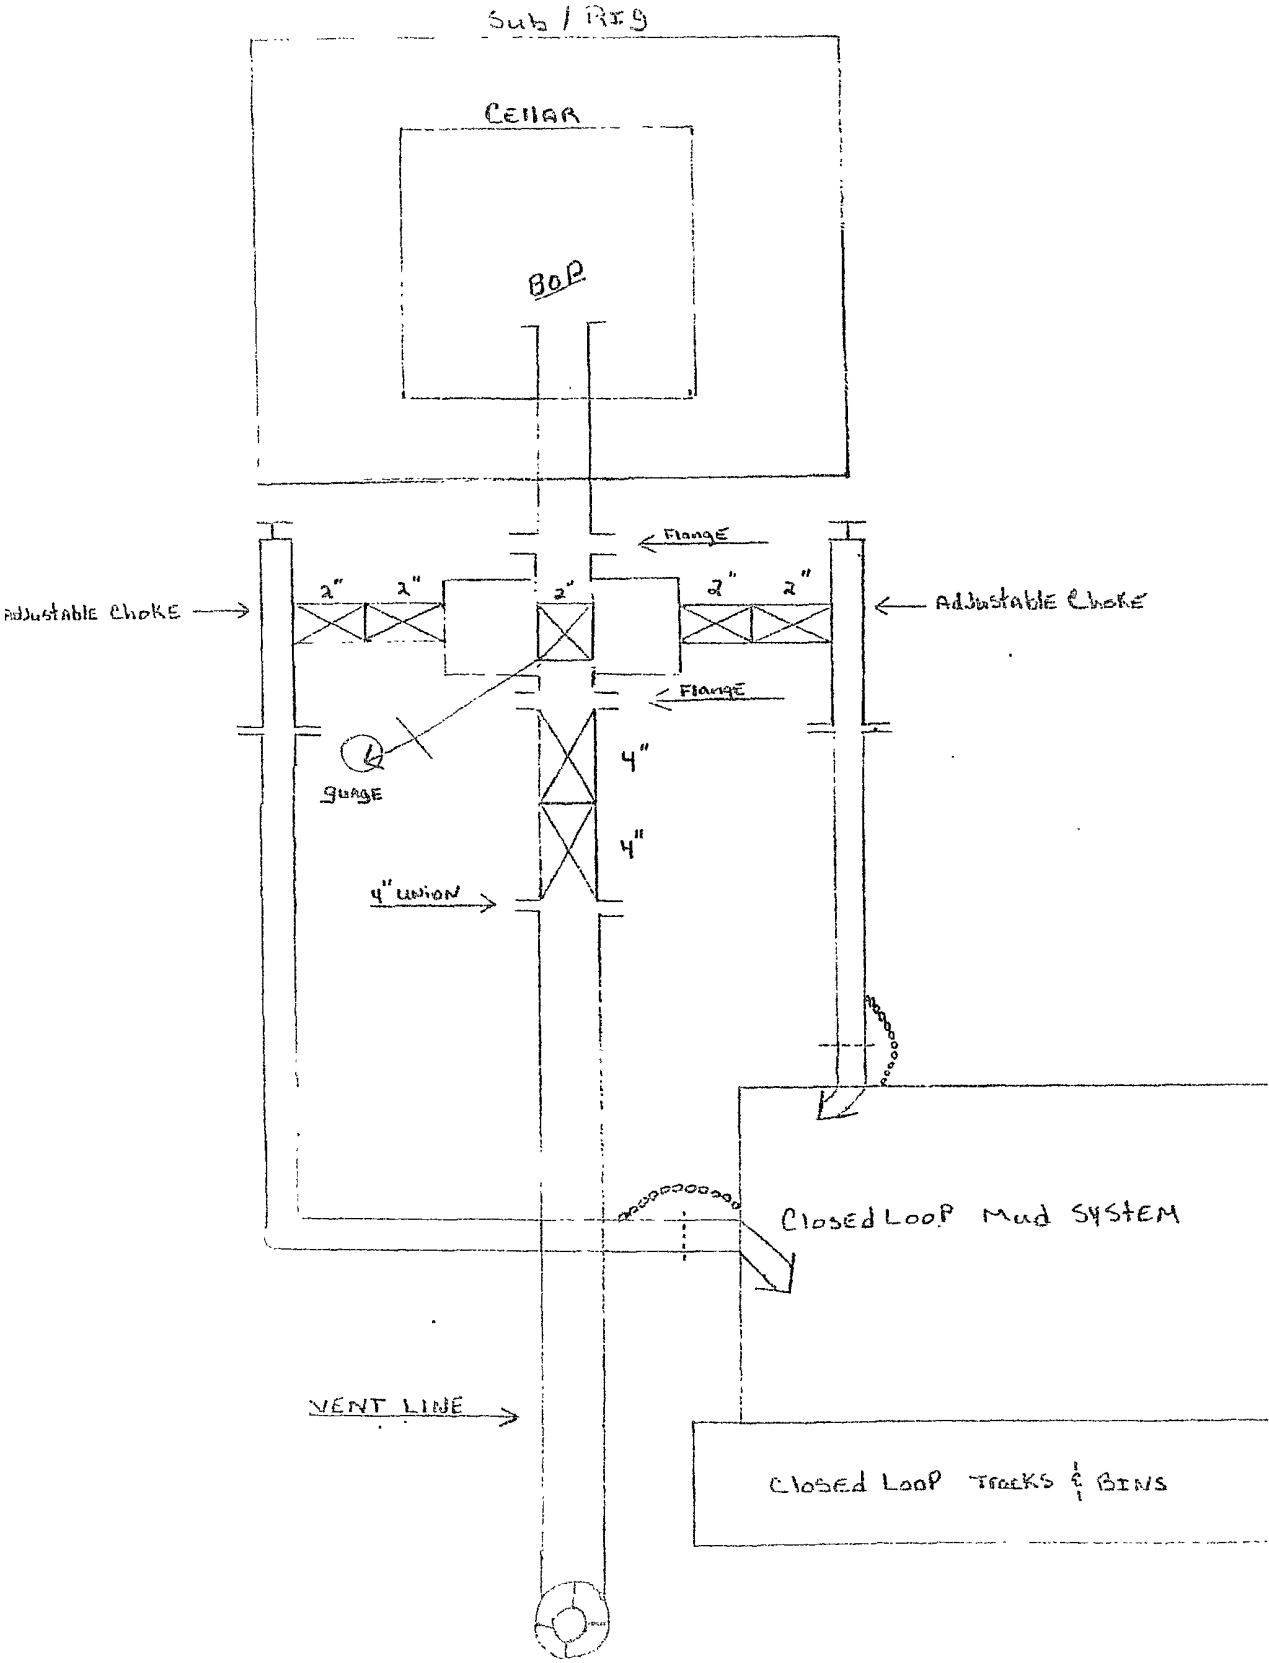 Sub / RIg
CEllAR
BOP
Flange
2" 2" 2" 2" 2"
AdJustABlE ChoKE
AdJustABlE ChoKE
Flange
4"
guAgE
4"
4" UNioN
ClosEd LooP Mud SYStEM
VENT LINE
ClosEd LooP TracKS & BINS